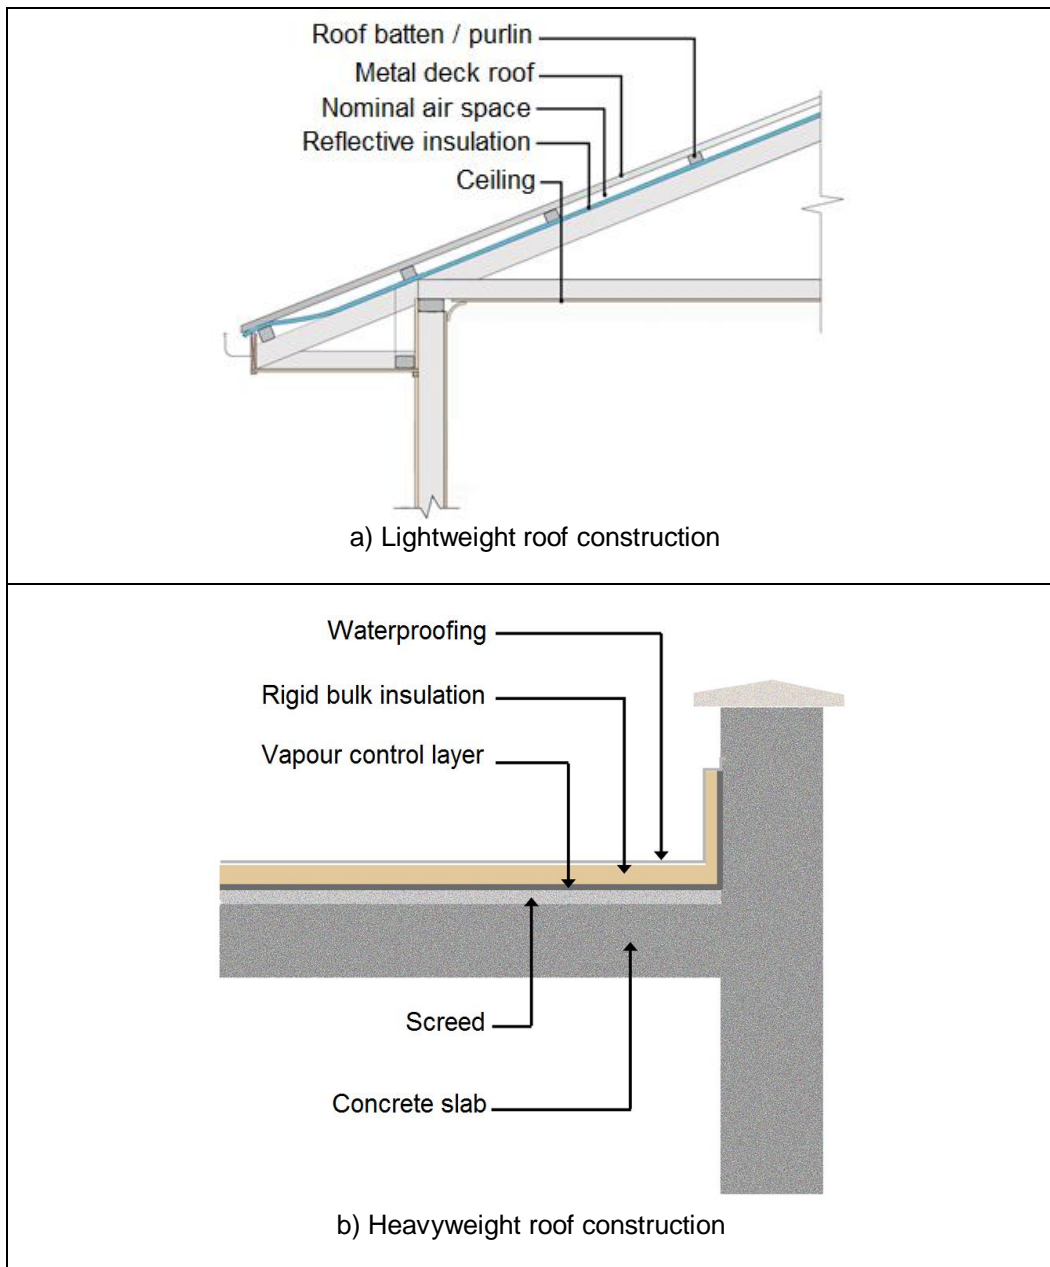 Roof batten / purlin
Metal deck roof
Nominal air space
Reflective insulation
Ceiling
a) Lightweight roof construction
Waterproofing
Rigid bulk insulation
Vapour control layer
Screed
Concrete slab
b) Heavyweight roof construction